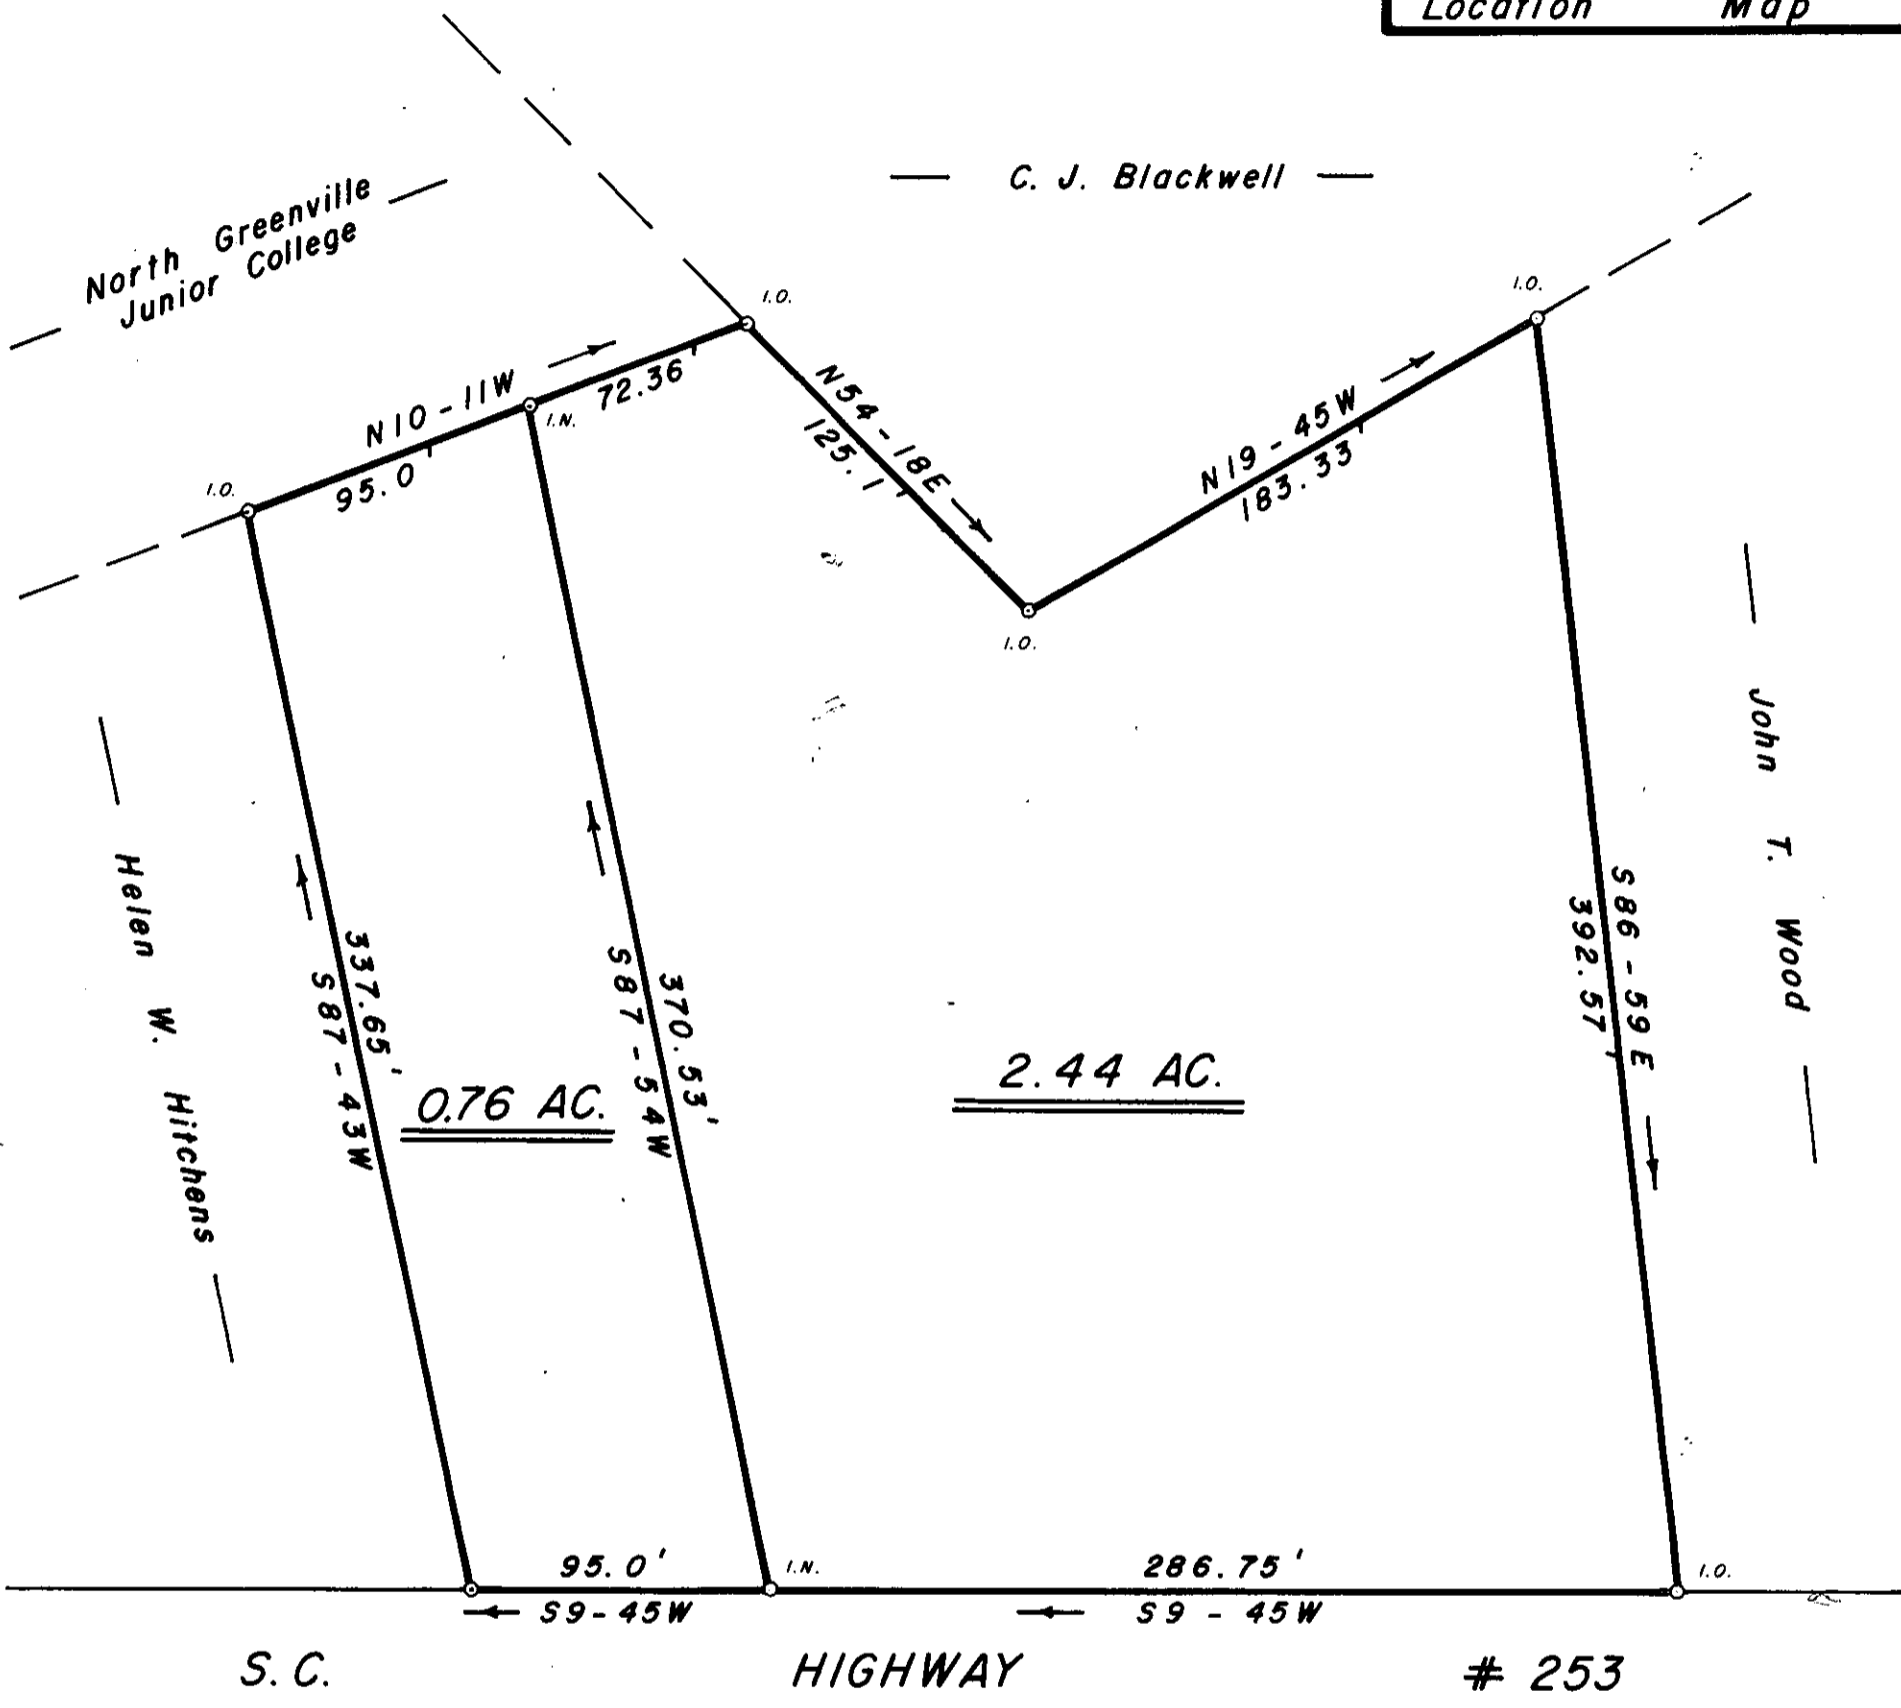 Location Map
C. J. Blackwell
North Greenville
Junior College
I.O.
I.O.
N10-11W
72.36'
I.N.
95.0'
I.O.
N54-18E
125.1'
N19-45W
183.33'
I.O.
John T. Wood
Helen W. Hitchens
337.65'
S87-43W
370.53'
S87-54W
S86-59E
392.57'
0.76 AC.
2.44 AC.
95.0'
I.N.
286.75'
I.O.
S9-45W
S9-45W
S.C. HIGHWAY # 253